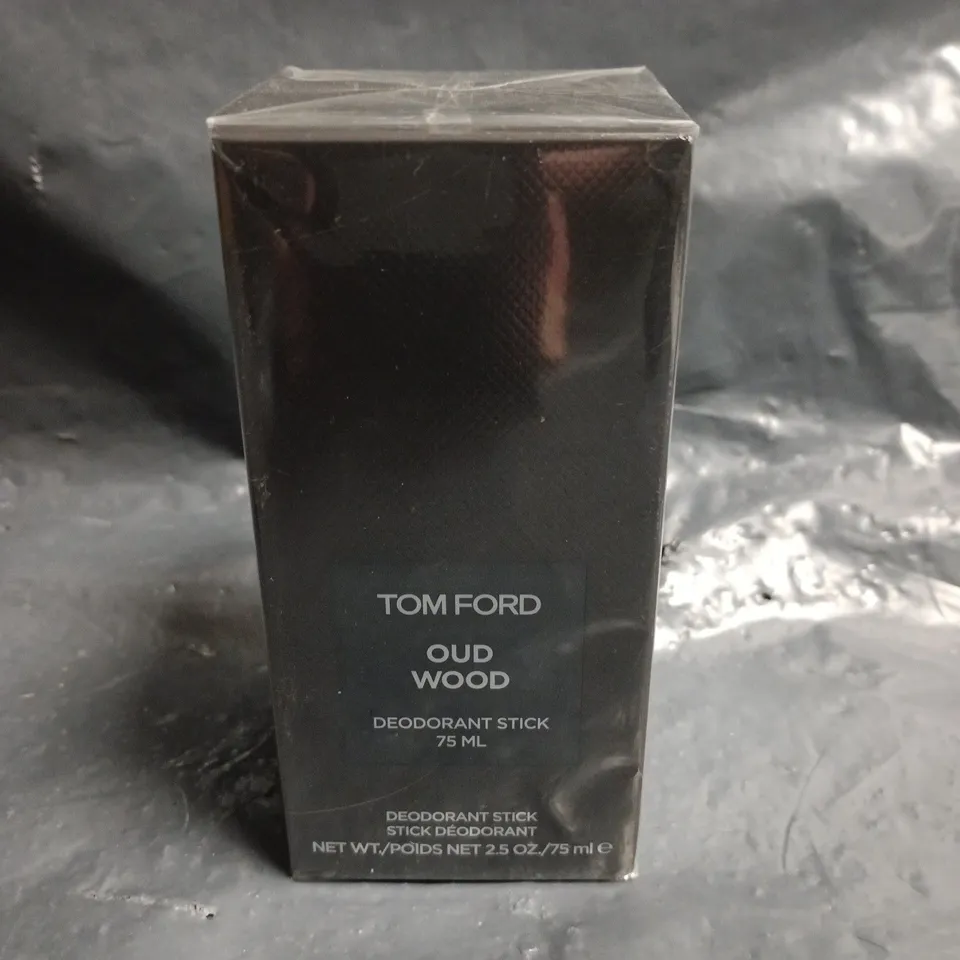 TOM FORD
OUD
WOOD
DEODORANT STICK
75 ML
DEODORANT STICK
STICK DÉODORANT
NET WT./POIDS NET 2.5 OZ./75 ml ℮